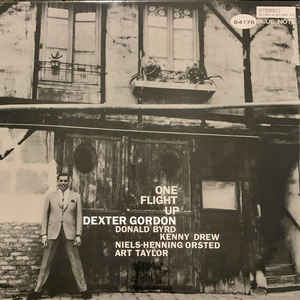 84176 BLUE NOTE
ONE
FLIGHT
UP
DEXTER GORDON
DONALD BYRD
KENNY DREW
NIELS-HENNING ORSTED
ART TAYLOR